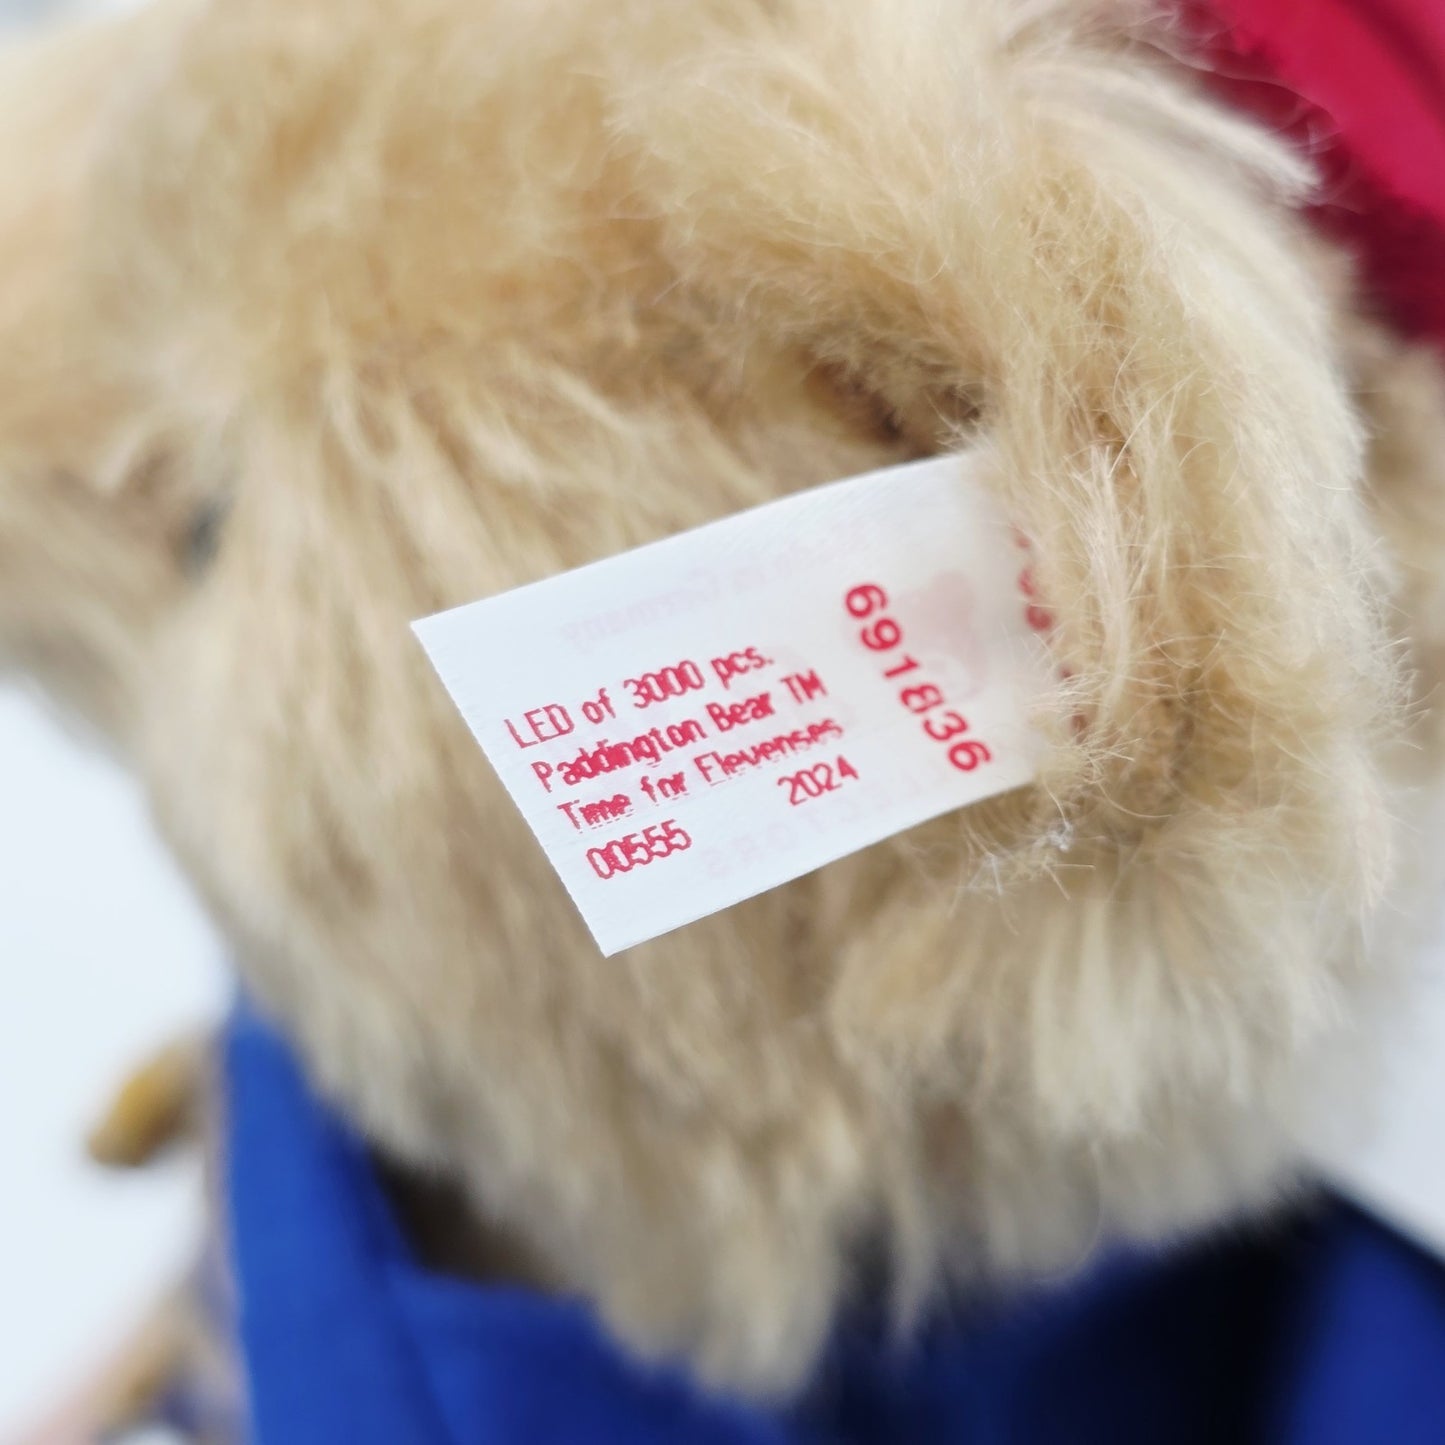 LED of 3000 pcs.
Paddington Bear TM
Time for Elevenses
2024
00555
691836